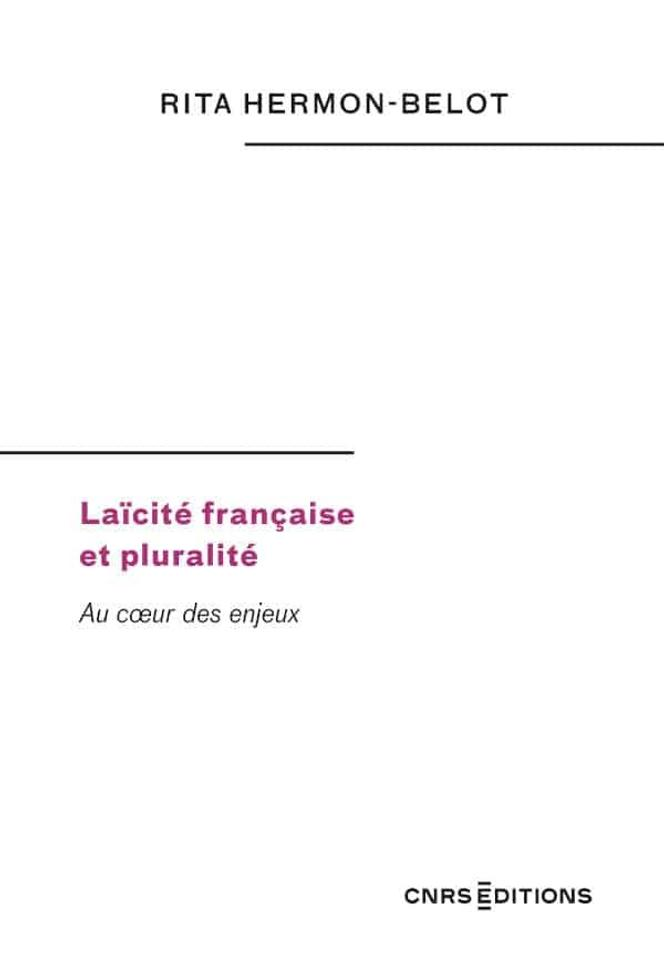 RITA HERMON-BELOT
Laïcité française
et pluralité
Au cœur des enjeux
CNRS ÉDITIONS